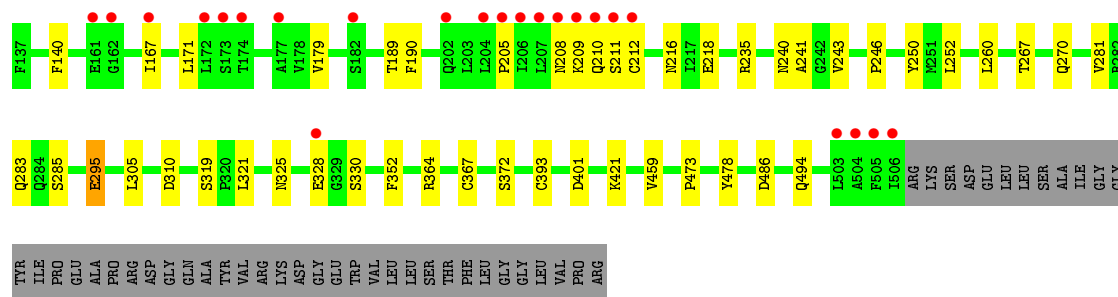 F137 F140 E161 G162 I167 L171 L172 S173 T174 A177 V178 V179 S182 T189 F190 Q202 L203 L204 P205 I206 L207 N208 K209 Q210 S211 C212 N216 I217 E218 R235 N240 A241 G242 V243 P246 Y250 M251 L252 L260 T267 Q270 V281
Q283 Q284 S285 E295 L305 D310 S319 P320 L321 N325 E328 G329 S330 F352 R364 C367 S372 C393 D401 K421 V459 P473 Y478 D486 Q494 L503 A504 F505 I506 ARG LYS SER ASP GLU LEU LEU SER ALA ILE GLY
TYR ILE PRO GLU ALA PRO ARG ASP GLY GLN ALA TYR VAL ARG LYS ASP GLY GLU TRP VAL LEU LEU SER THR PHE LEU GLY GLY LEU VAL PRO ARG